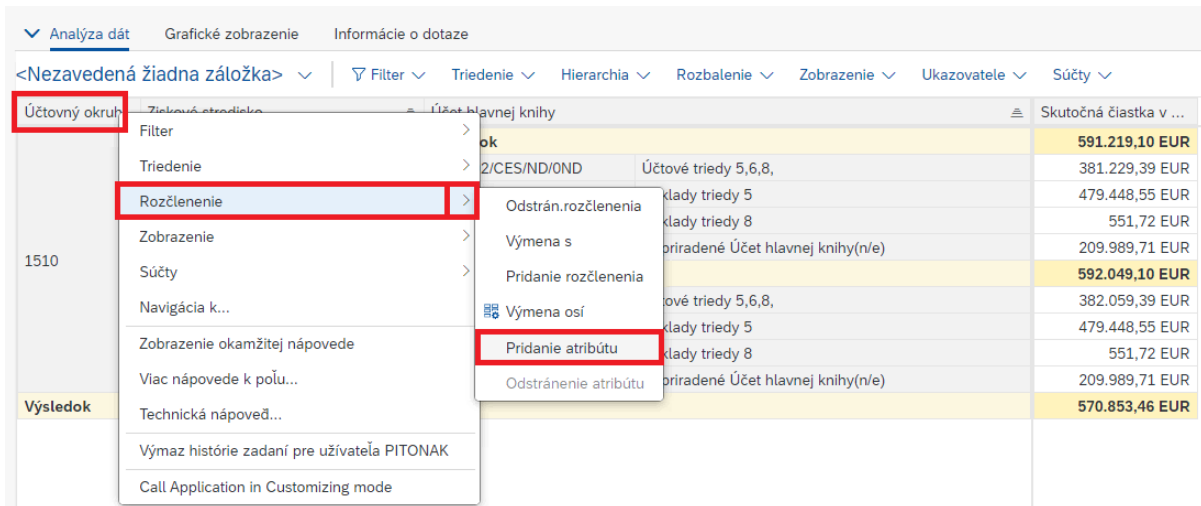 Analýza dát Grafické zobrazenie Informácie o dotaze
<Nezavedená žiadna záložka> Filter Triedenie Hierarchia Rozbalenie Zobrazenie Ukazovatele Súčty
Účtovný okruh Ziskové stredisko Účet hlavnej knihy Skutočná čiastka v ...
Filter
ok 591.219,10 EUR
Triedenie
2/CES/ND/0ND Účtové triedy 5,6,8, 381.229,39 EUR
Rozčlenenie
klady triedy 5 479.448,55 EUR
Odstrán.rozčlenenia
klady triedy 8 551,72 EUR
Zobrazenie
Výmena s
priradené Účet hlavnej knihy(n/e) 209.989,71 EUR
1510
Súčty
Pridanie rozčlenenia
592.049,10 EUR
Navigácia k...
Výmena osí
tové triedy 5,6,8, 382.059,39 EUR
klady triedy 5 479.448,55 EUR
Zobrazenie okamžitej nápovede
Pridanie atribútu
klady triedy 8 551,72 EUR
Viac nápovede k poľu...
Odstránenie atribútu
priradené Účet hlavnej knihy(n/e) 209.989,71 EUR
Výsledok 570.853,46 EUR
Technická nápoveď...
Výmaz histórie zadaní pre užívateľa PITONAK
Call Application in Customizing mode